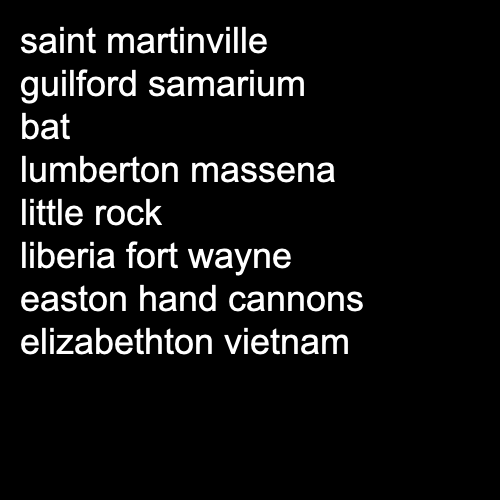 saint martinville
guilford samarium
bat
lumberton massena
little rock
liberia fort wayne
easton hand cannons
elizabethton vietnam